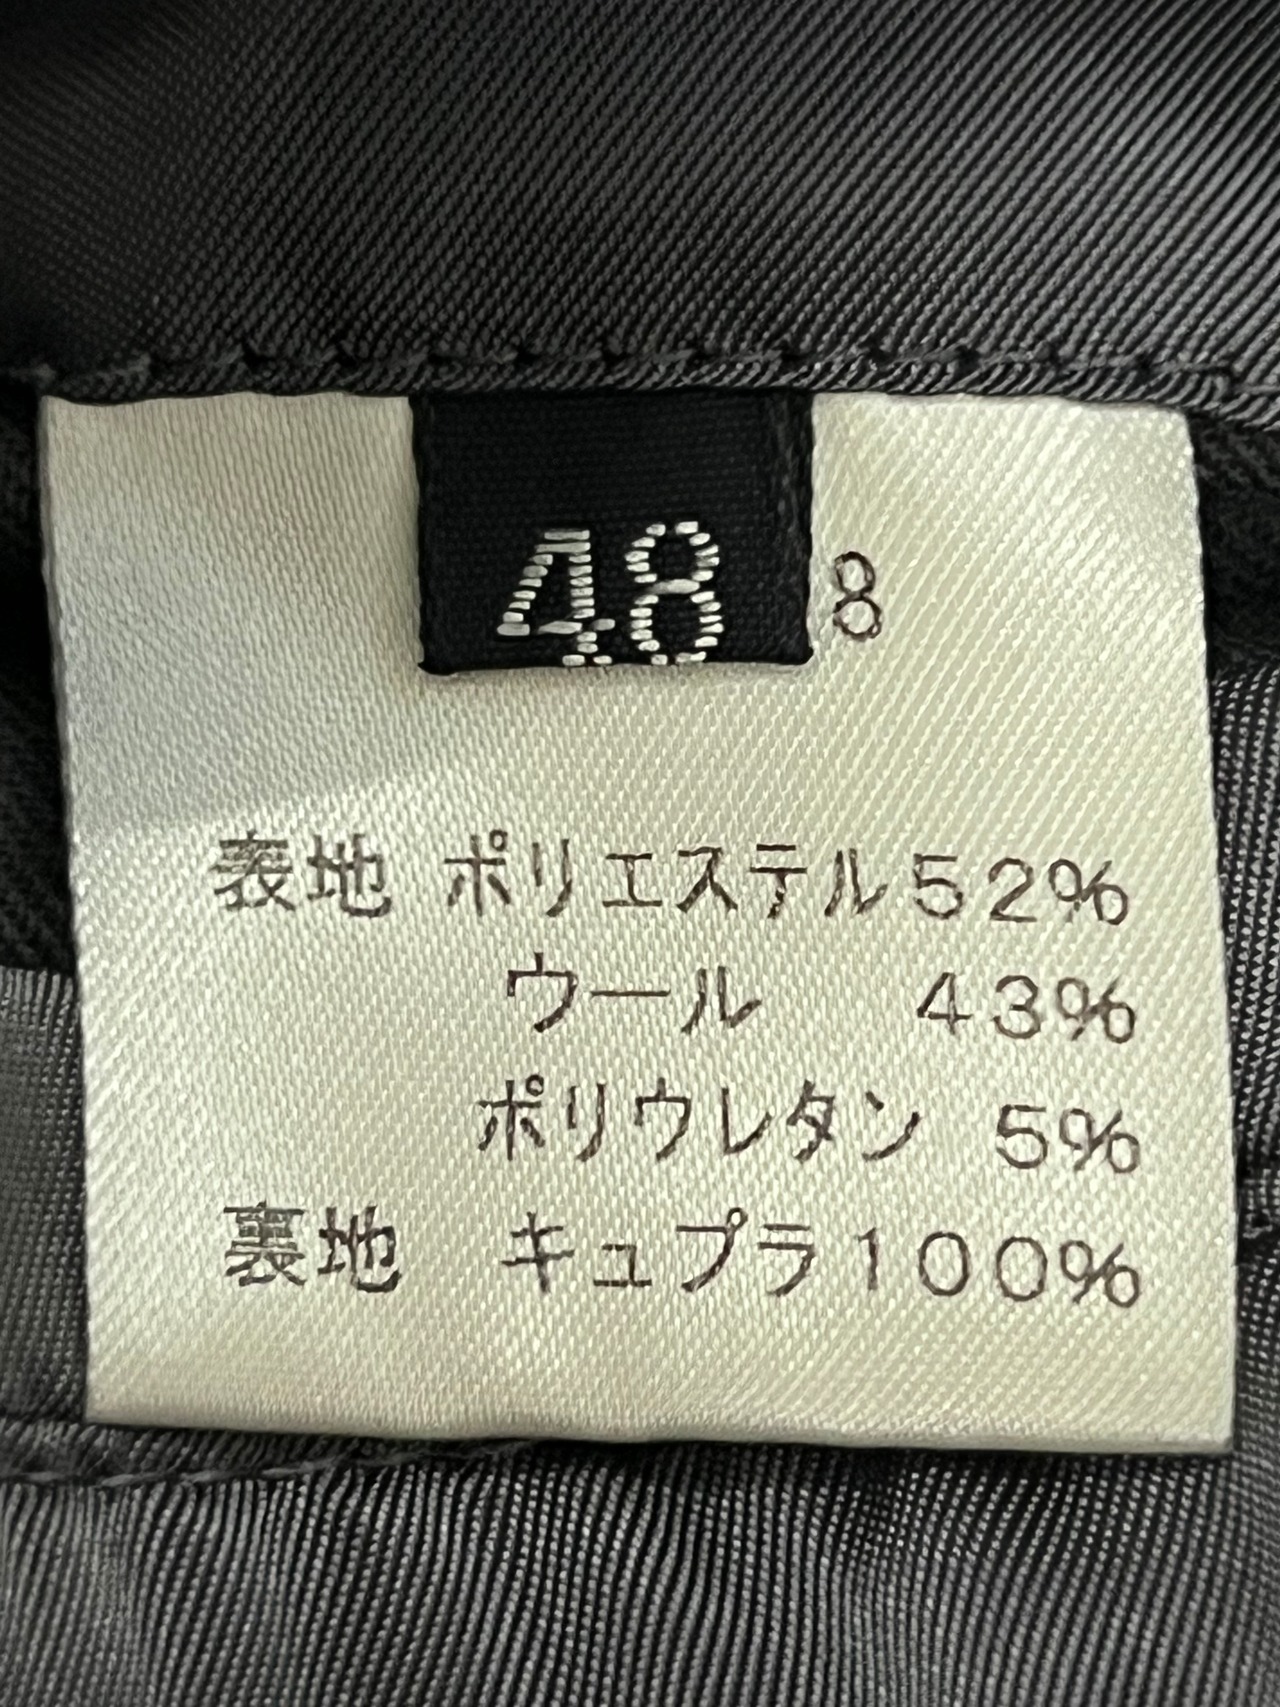 48
8
表地 ポリエステル52%
ウール 43%
ポリウレタン 5%
裏地 キュプラ100%